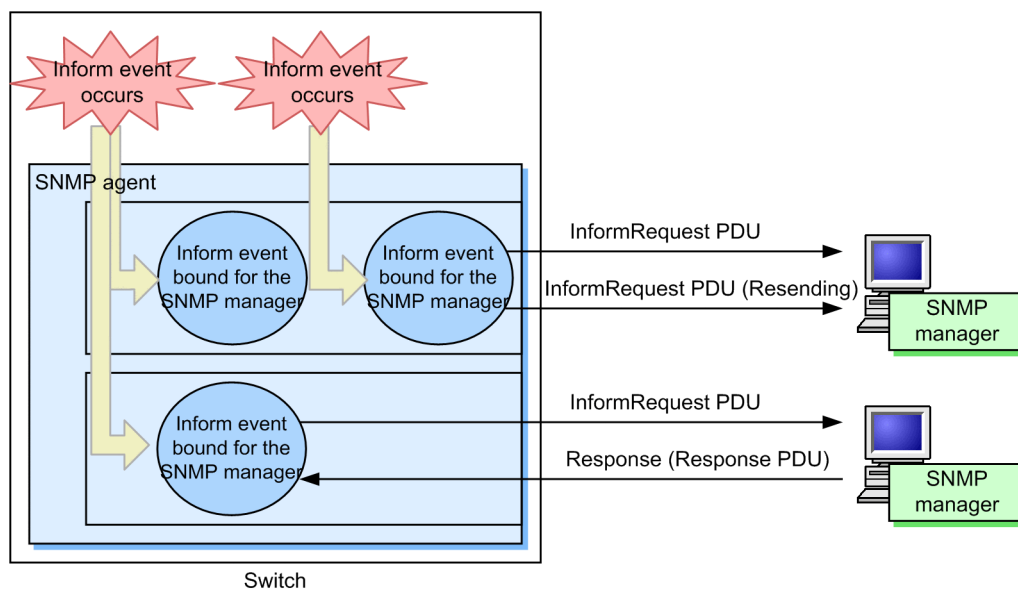 Inform event
occurs
Inform event
occurs
SNMP agent
Inform event
bound for the
SNMP manager
Inform event
bound for the
SNMP manager
InformRequest PDU
InformRequest PDU (Resending)
SNMP
manager
Inform event
bound for the
SNMP manager
InformRequest PDU
Response (Response PDU)
SNMP
manager
Switch